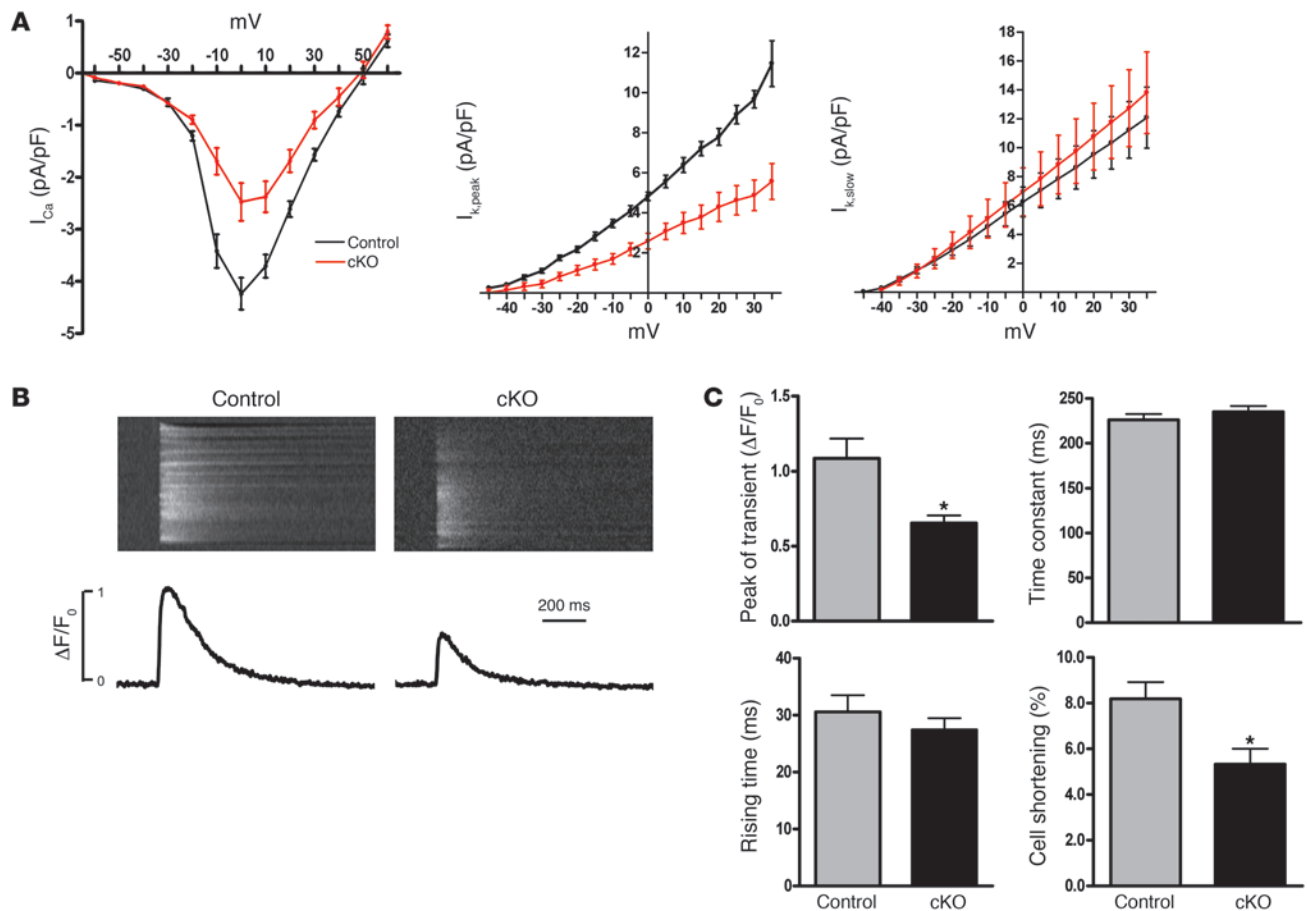 A
mV
1
0
-1
-2
-3
-4
-5
-50 -30 -10 10 30 50
I_Ca (pA/pF)
Control
cKO
I_k,peak (pA/pF)
12
10
8
6
4
2
-40 -30 -20 -10 0 10 20 30
mV
I_k,slow (pA/pF)
18
16
14
12
10
8
6
4
2
-40 -30 -20 -10 0 10 20 30
mV
B
Control cKO
ΔF/F_0
1
0
200 ms
C
Peak of transient (ΔF/F_0)
1.5
1.0
0.5
0.0
*
Time constant (ms)
250
200
150
100
50
0
Rising time (ms)
40
30
20
10
0
Control cKO
Cell shortening (%)
10.0
8.0
6.0
4.0
2.0
0.0
*
Control cKO